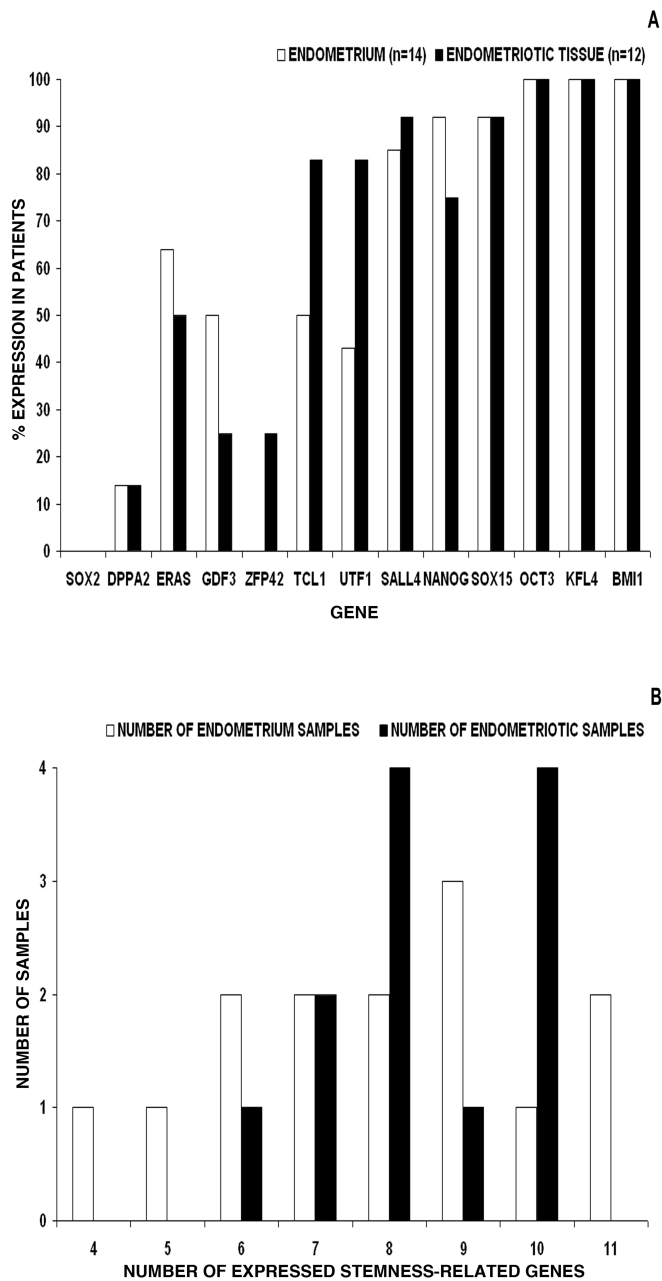 A
ENDOMETRIUM (n=14) ENDOMETRIOTIC TISSUE (n=12)
100
90
80
70
60
50
40
30
20
10
0
% EXPRESSION IN PATIENTS
SOX2 DPPA2 ERAS GDF3 ZFP42 TCL1 UTF1 SALL4 NANOG SOX15 OCT3 KFL4 BMI1
GENE
B
NUMBER OF ENDOMETRIUM SAMPLES NUMBER OF ENDOMETRIOTIC SAMPLES
4
3
2
1
0
NUMBER OF SAMPLES
4 5 6 7 8 9 10 11
NUMBER OF EXPRESSED STEMNESS-RELATED GENES